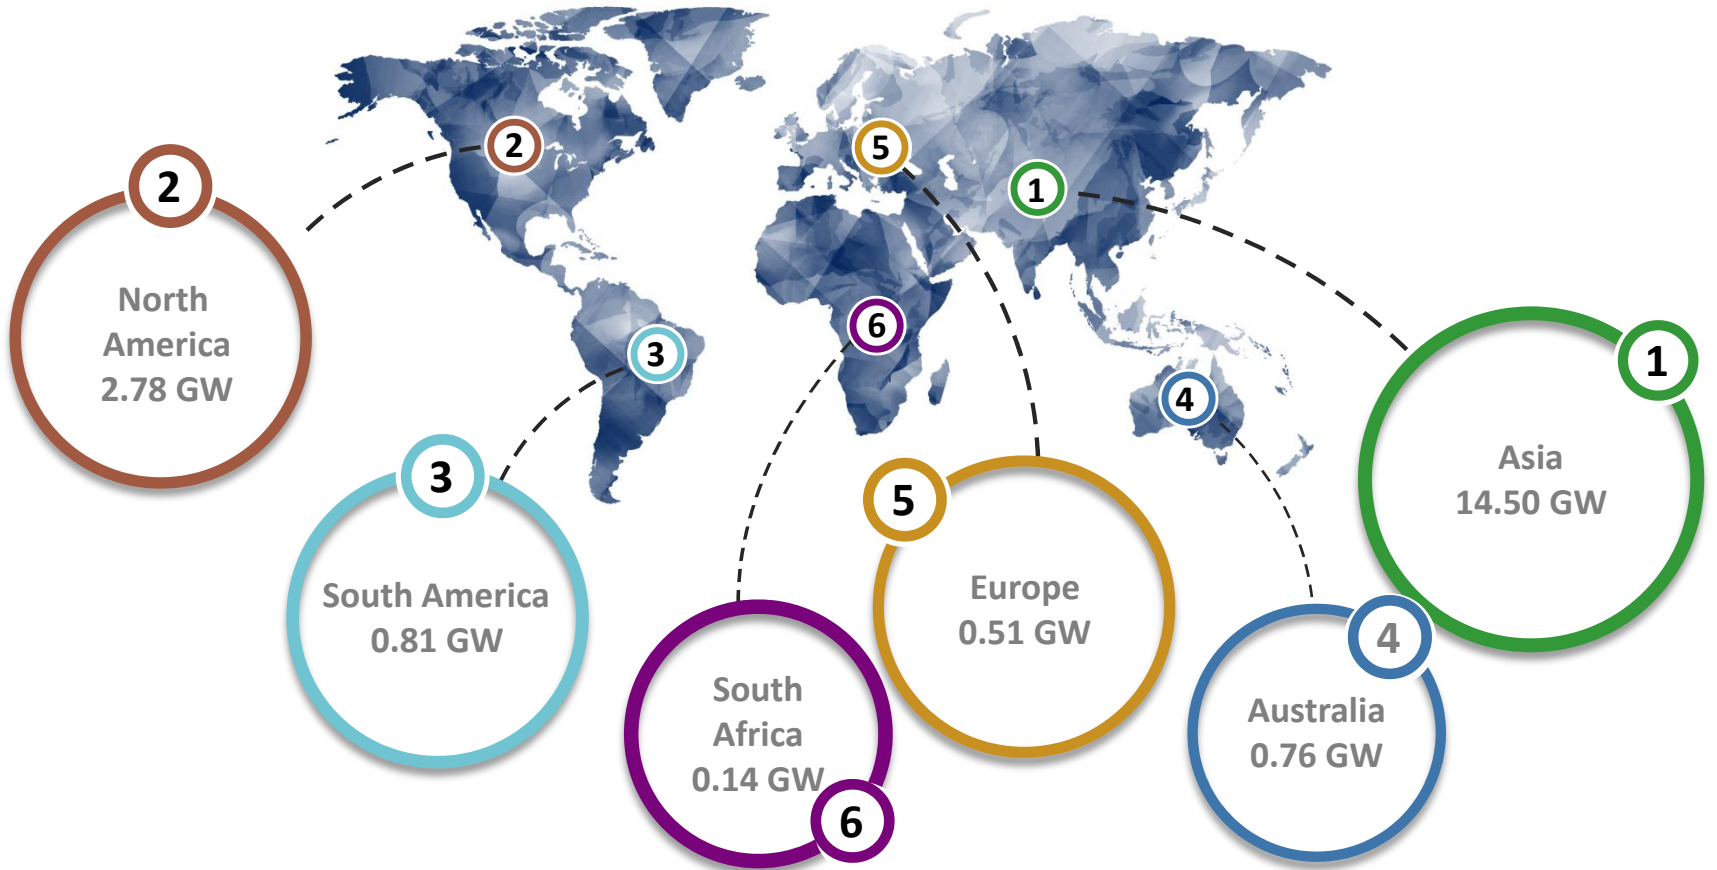 2
5
1
6
3
4
2
North
America
2.78 GW
3
South America
0.81 GW
6
South
Africa
0.14 GW
5
Europe
0.51 GW
4
Australia
0.76 GW
1
Asia
14.50 GW